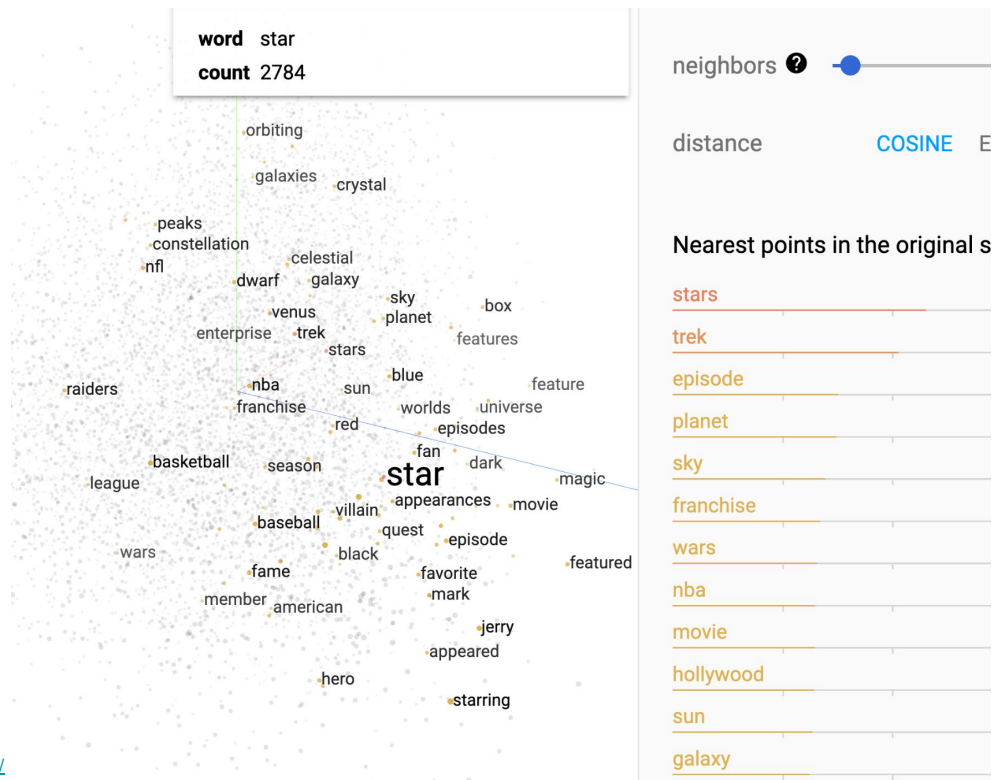 word star
count 2784
orbiting
galaxies
crystal
peaks
constellation
nfl
celestial
dwarf
galaxy
sky
box
venus
planet
enterprise
trek
features
stars
blue
raiders
nba
sun
feature
franchise
worlds
universe
red
episodes
fan
basketball
season
dark
star
league
magic
appearances
movie
villain
baseball
quest
episode
wars
black
featured
fame
favorite
member
american
mark
jerry
appeared
hero
starring
/
neighbors ?
distance COSINE E
Nearest points in the original s
stars
trek
episode
planet
sky
franchise
wars
nba
movie
hollywood
sun
galaxy